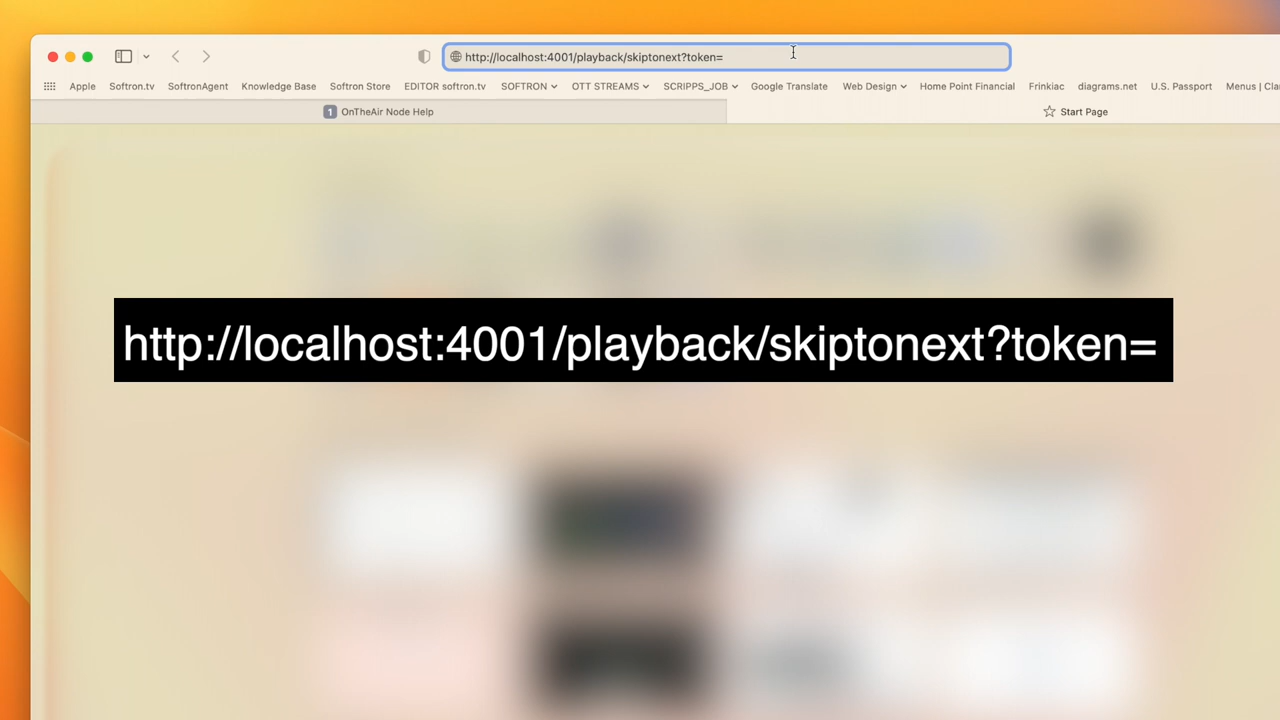 http://localhost:4001/playback/skiptonext?token=
Apple Softron.tv SoftronAgent Knowledge Base Softron Store EDITOR softron.tv SOFTRON OTT STREAMS SCRIPPS_JOB Google Translate Web Design Home Point Financial Frinkiac diagrams.net U.S. Passport Menus | Cla
1 OnTheAir Node Help Start Page
http://localhost:4001/playback/skiptonext?token=